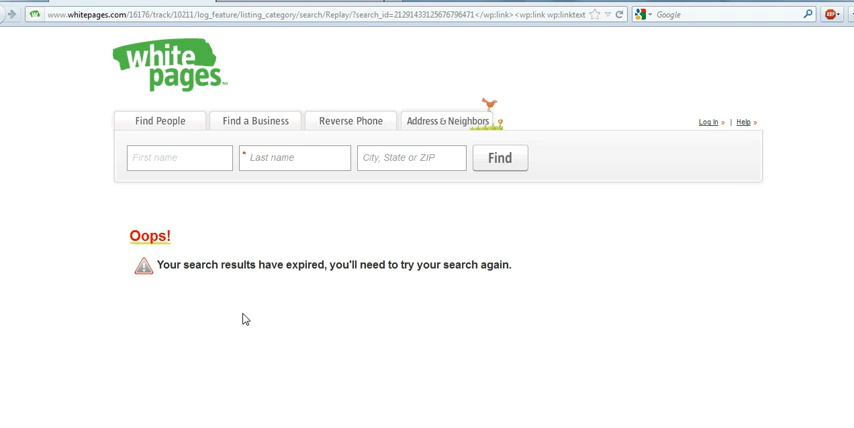 www.whitepages.com/16176/track/10211/log_feature/listing_category/search/Replay/?search_id=21291433125676796471</wp:link><wp:link wp:linktext
Google
white
pages
Find People
Find a Business
Reverse Phone
Address & Neighbors
Log In » | Help »
First name
* Last name
City, State or ZIP
Find
Oops!
Your search results have expired, you'll need to try your search again.